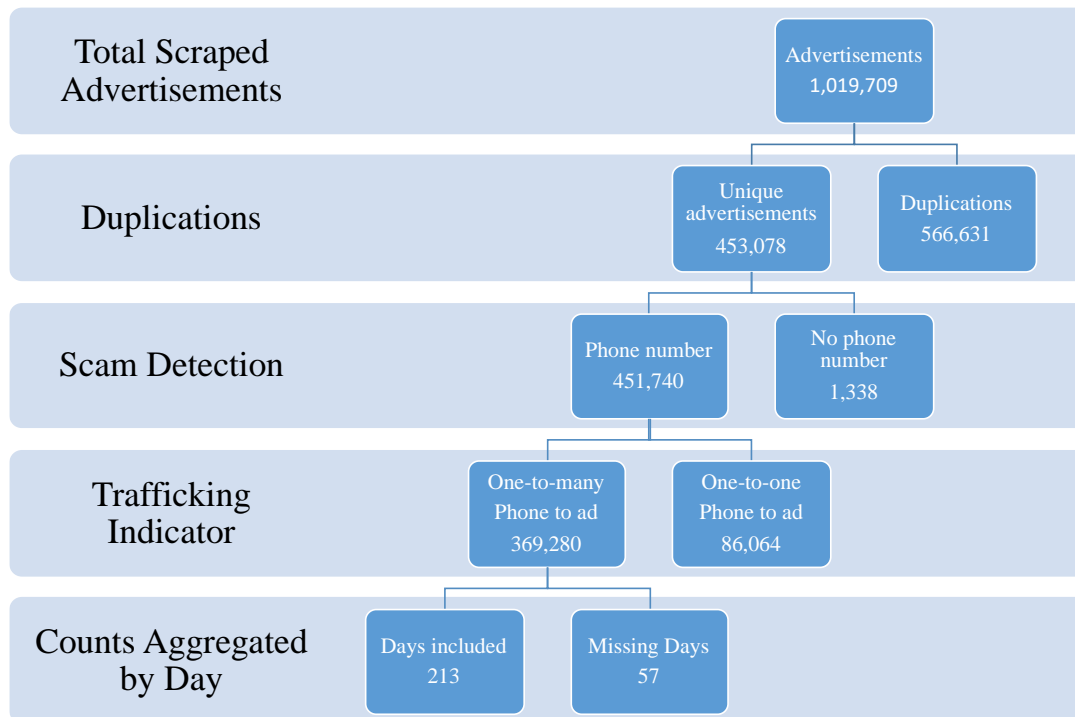 Total Scraped
Advertisements
Advertisements
1,019,709
Duplications
Unique
advertisements
453,078
Duplications
566,631
Scam Detection
Phone number
451,740
No phone
number
1,338
Trafficking
Indicator
One-to-many
Phone to ad
369,280
One-to-one
Phone to ad
86,064
Counts Aggregated
by Day
Days included
213
Missing Days
57